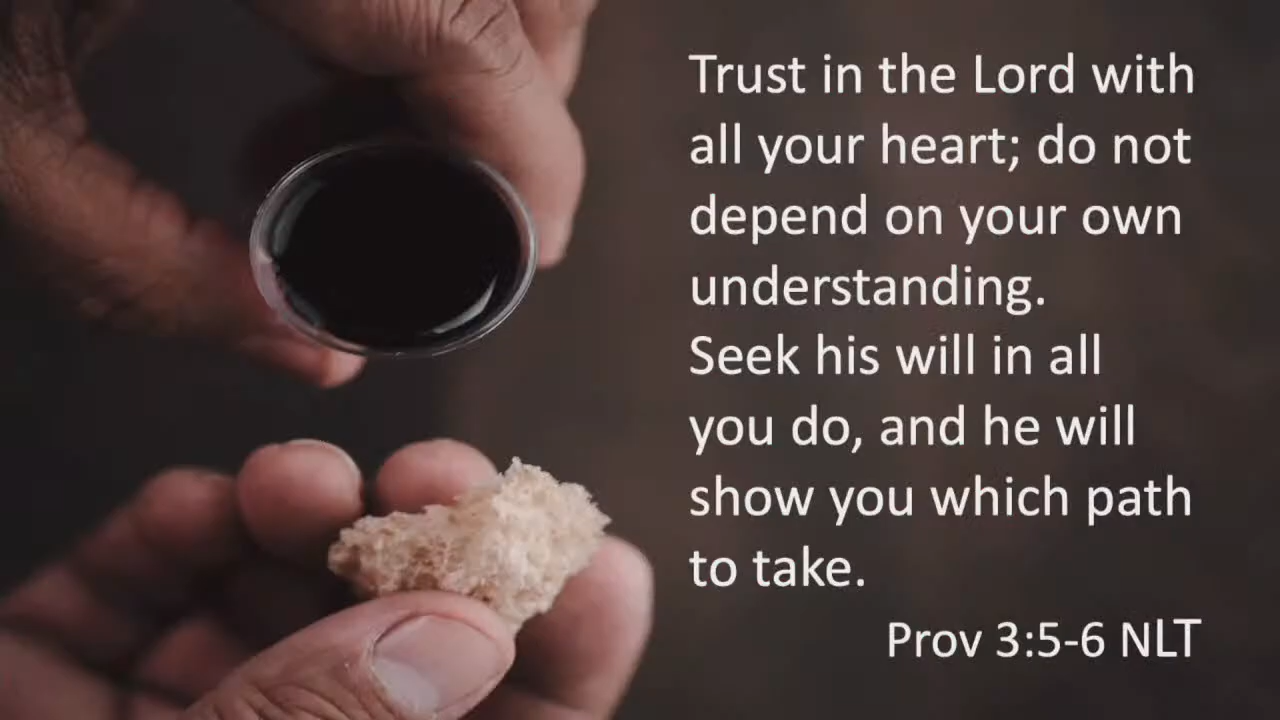 Trust in the Lord with
all your heart; do not
depend on your own
understanding.
Seek his will in all
you do, and he will
show you which path
to take.
Prov 3:5-6 NLT